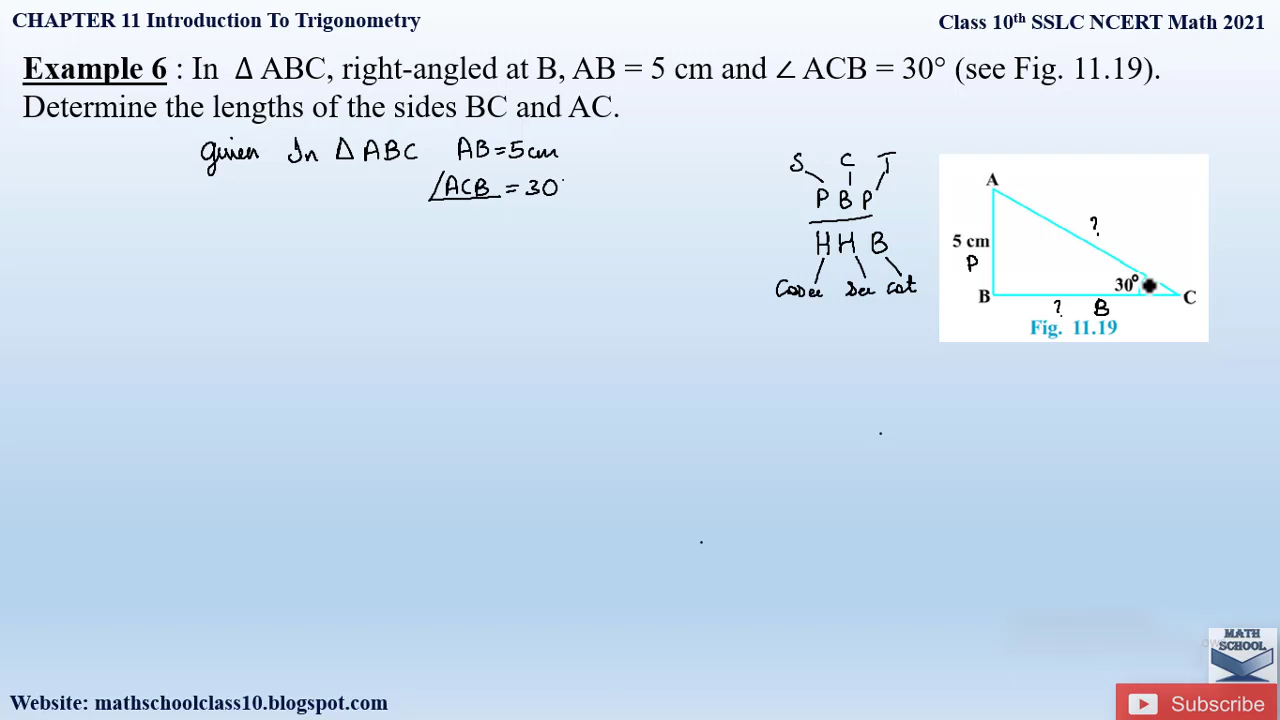 CHAPTER 11 Introduction To Trigonometry
Class 10th SSLC NCERT Math 2021
Example 6 : In Δ ABC, right-angled at B, AB = 5 cm and ∠ ACB = 30° (see Fig. 11.19).
Determine the lengths of the sides BC and AC.
given In Δ ABC AB = 5cm
∠ACB = 30
S C T
P B P
H H B
Cosec Sec Cot
A
?
5 cm
P
30°
B C
? B
Fig. 11.19
MATH
SCHOOL
Website: mathschoolclass10.blogspot.com
Subscribe